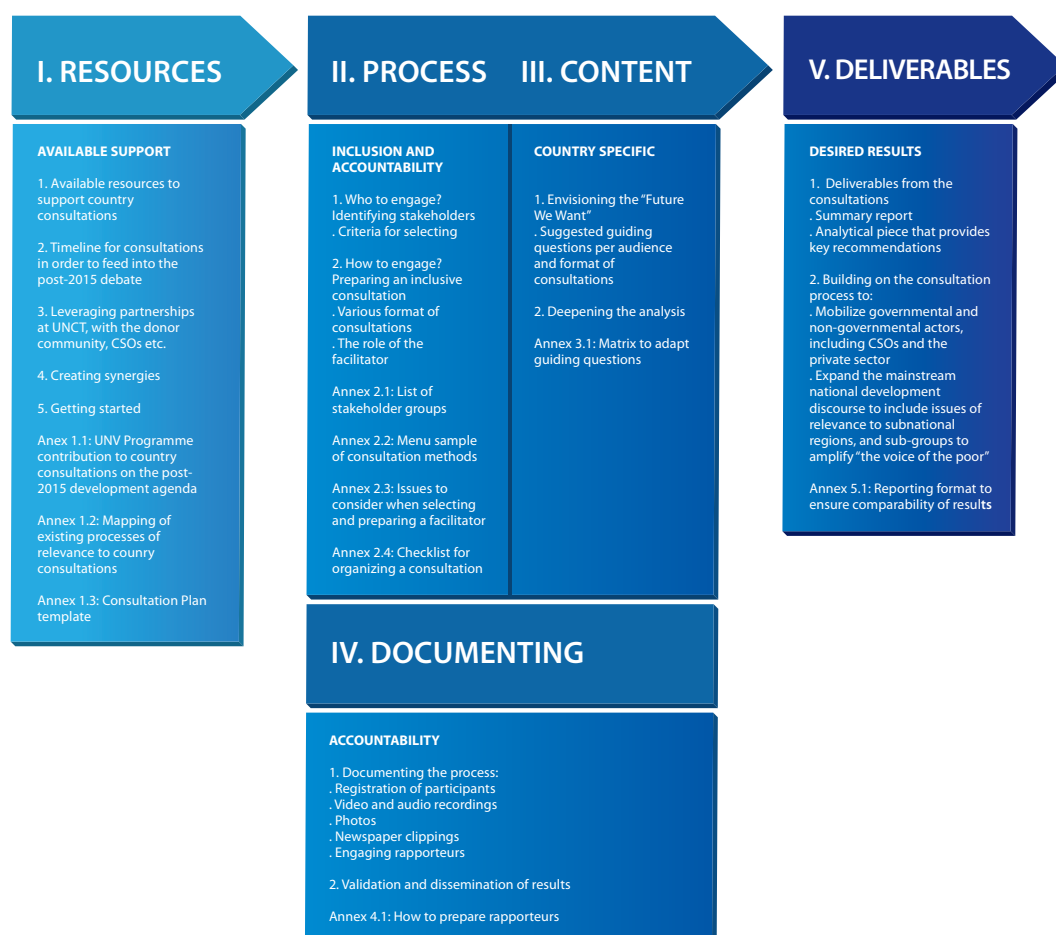 I. RESOURCES
AVAILABLE SUPPORT
1. Available resources to
support country
consultations
2. Timeline for consultations
in order to feed into the
post-2015 debate
3. Leveraging partnerships
at UNCT, with the donor
community, CSOs etc.
4. Creating synergies
5. Getting started
Anex 1.1: UNV Programme
contribution to country
consultations on the post-
2015 development agenda
Annex 1.2: Mapping of
existing processes of
relevance to counry
consultations
Annex 1.3: Consultation Plan
template
II. PROCESS
INCLUSION AND
ACCOUNTABILITY
1. Who to engage?
Identifying stakeholders
. Criteria for selecting
2. How to engage?
Preparing an inclusive
consultation
. Various format of
consultations
. The role of the
facilitator
Annex 2.1: List of
stakeholder groups
Annex 2.2: Menu sample
of consultation methods
Annex 2.3: Issues to
consider when selecting
and preparing a facilitator
Annex 2.4: Checklist for
organizing a consultation
III. CONTENT
COUNTRY SPECIFIC
1. Envisioning the “Future
We Want”
. Suggested guiding
questions per audience
and format of
consultations
2. Deepening the analysis
Annex 3.1: Matrix to adapt
guiding questions
IV. DOCUMENTING
ACCOUNTABILITY
1. Documenting the process:
. Registration of participants
. Video and audio recordings
. Photos
. Newspaper clippings
. Engaging rapporteurs
2. Validation and dissemination of results
Annex 4.1: How to prepare rapporteurs
V. DELIVERABLES
DESIRED RESULTS
1. Deliverables from the
consultations
. Summary report
. Analytical piece that provides
key recommendations
2. Building on the consultation
process to:
. Mobilize governmental and
non-governmental actors,
including CSOs and the
private sector
. Expand the mainstream
national development
discourse to include issues of
relevance to subnational
regions, and sub-groups to
amplify “the voice of the poor”
Annex 5.1: Reporting format to
ensure comparability of results